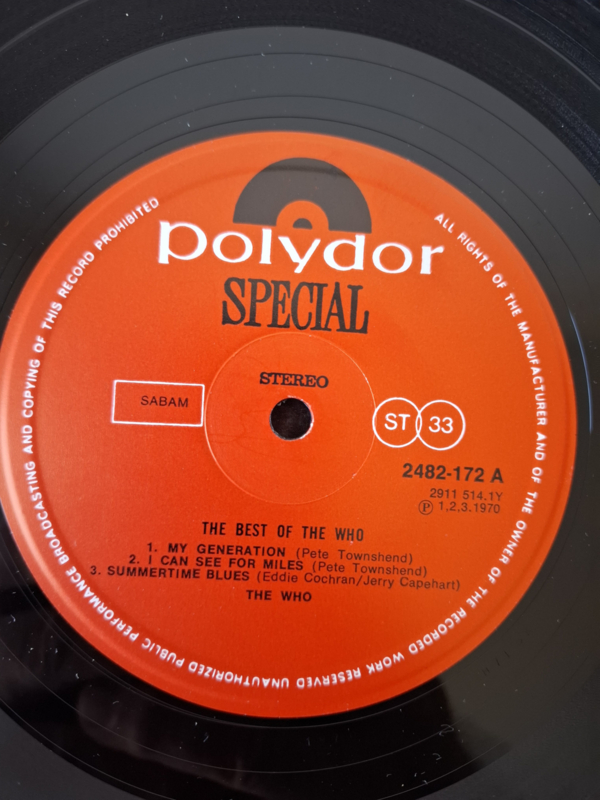 polydor
SPECIAL
STEREO
SABAM
ST 33
2482-172 A
2911 514.1Y
Ⓟ 1,2.3.1970
THE BEST OF THE WHO
1. MY GENERATION (Pete Townshend)
2. I CAN SEE FOR MILES (Pete Townshend)
3. SUMMERTIME BLUES (Eddie Cochran/Jerry Capehart)
THE WHO
ALL RIGHTS OF THE MANUFACTURER AND OF THE OWNER OF THE RECORDED WORK RESERVED UNAUTHORIZED PUBLIC PERFORMANCE BROADCASTING AND COPYING OF THIS RECORD PROHIBITED